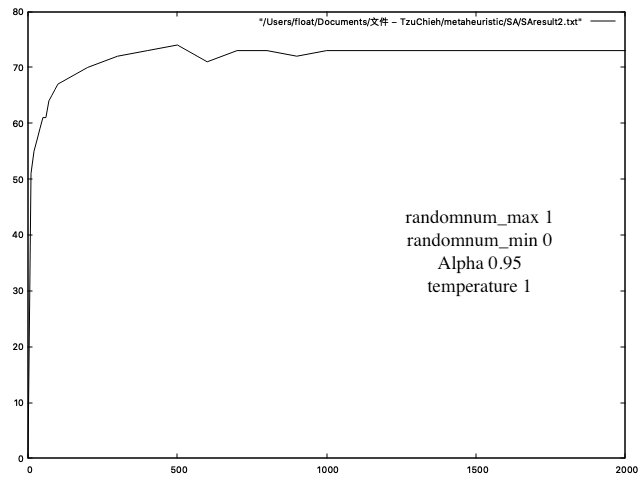 "/Users/float/Documents/文件 - TzuChieh/metaheuristic/SA/SAresult2.txt"
80
70
60
50
40
30
20
10
0
randomnum_max 1
randomnum_min 0
Alpha 0.95
temperature 1
0 500 1000 1500 2000